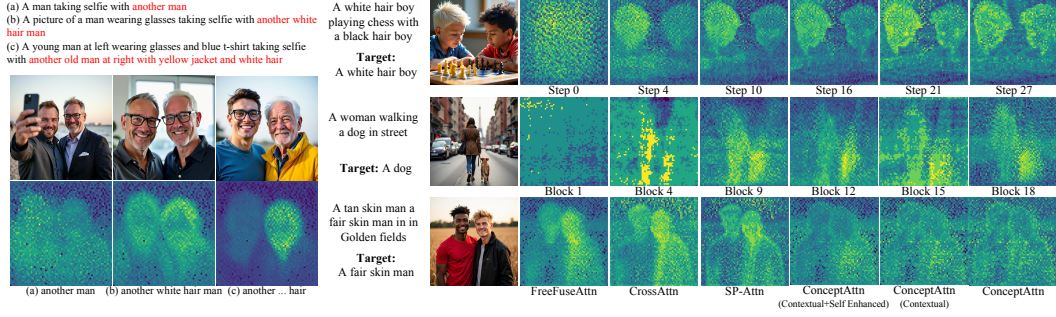 (a) A man taking selfie with another man
(b) A picture of a man wearing glasses taking selfie with another white
hair man
(c) A young man at left wearing glasses and blue t-shirt taking selfie
with another old man at right with yellow jacket and white hair
(a) another man (b) another white hair man (c) another ... hair
A white hair boy
playing chess with
a black hair boy
Target:
A white hair boy
Step 0 Step 4 Step 10 Step 16 Step 21 Step 27
A woman walking
a dog in street
Target: A dog
Block 1 Block 4 Block 9 Block 12 Block 15 Block 18
A tan skin man a
fair skin man in in
Golden fields
Target:
A fair skin man
FreeFuseAttn CrossAttn SP-Attn ConceptAttn ConceptAttn ConceptAttn
(Contextual+Self Enhanced) (Contextual)